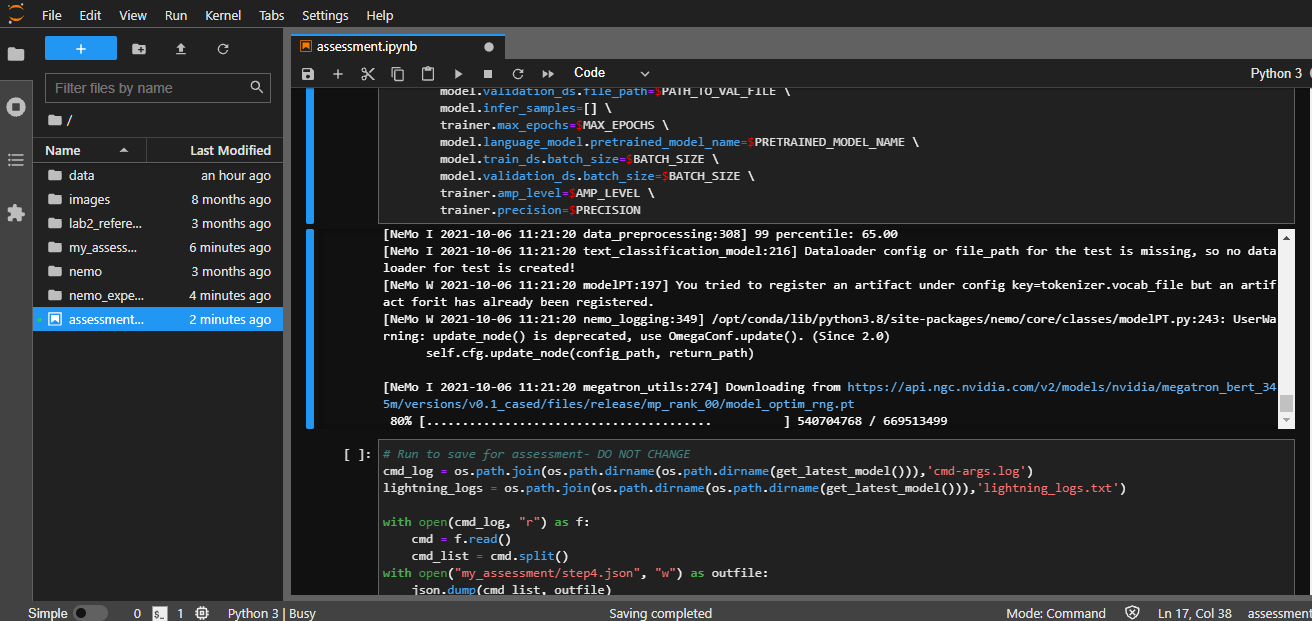 File Edit View Run Kernel Tabs Settings Help
+
Filter files by name
/
Name Last Modified
data an hour ago
images 8 months ago
lab2_refere... 3 months ago
my_assess... 6 minutes ago
nemo 3 months ago
nemo_expe... 4 minutes ago
assessment... 2 minutes ago
assessment.ipynb
Code
Python 3
model.validation_ds.file_path=$PATH_TO_VAL_FILE \
model.infer_samples=[] \
trainer.max_epochs=$MAX_EPOCHS \
model.language_model.pretrained_model_name=$PRETRAINED_MODEL_NAME \
model.train_ds.batch_size=$BATCH_SIZE \
model.validation_ds.batch_size=$BATCH_SIZE \
trainer.amp_level=$AMP_LEVEL \
trainer.precision=$PRECISION
[NeMo I 2021-10-06 11:21:20 data_preprocessing:308] 99 percentile: 65.00
[NeMo I 2021-10-06 11:21:20 text_classification_model:216] Dataloader config or file_path for the test is missing, so no data
loader for test is created!
[NeMo W 2021-10-06 11:21:20 modelPT:197] You tried to register an artifact under config key=tokenizer.vocab_file but an artif
act forit has already been registered.
[NeMo W 2021-10-06 11:21:20 nemo_logging:349] /opt/conda/lib/python3.8/site-packages/nemo/core/classes/modelPT.py:243: UserWa
rning: update_node() is deprecated, use OmegaConf.update(). (Since 2.0)
self.cfg.update_node(config_path, return_path)
[NeMo I 2021-10-06 11:21:20 megatron_utils:274] Downloading from https://api.ngc.nvidia.com/v2/models/nvidia/megatron_bert_34
5m/versions/v0.1_cased/files/release/mp_rank_00/model_optim_rng.pt
80% [........................................ ] 540704768 / 669513499
[ ]: # Run to save for assessment- DO NOT CHANGE
cmd_log = os.path.join(os.path.dirname(os.path.dirname(get_latest_model())),'cmd-args.log')
lightning_logs = os.path.join(os.path.dirname(os.path.dirname(get_latest_model())),'lightning_logs.txt')
with open(cmd_log, "r") as f:
cmd = f.read()
cmd_list = cmd.split()
with open("my_assessment/step4.json", "w") as outfile:
json.dump(cmd_list, outfile)
Simple 0 $_ 1 Python 3 | Busy Saving completed Mode: Command Ln 17, Col 38 assessment